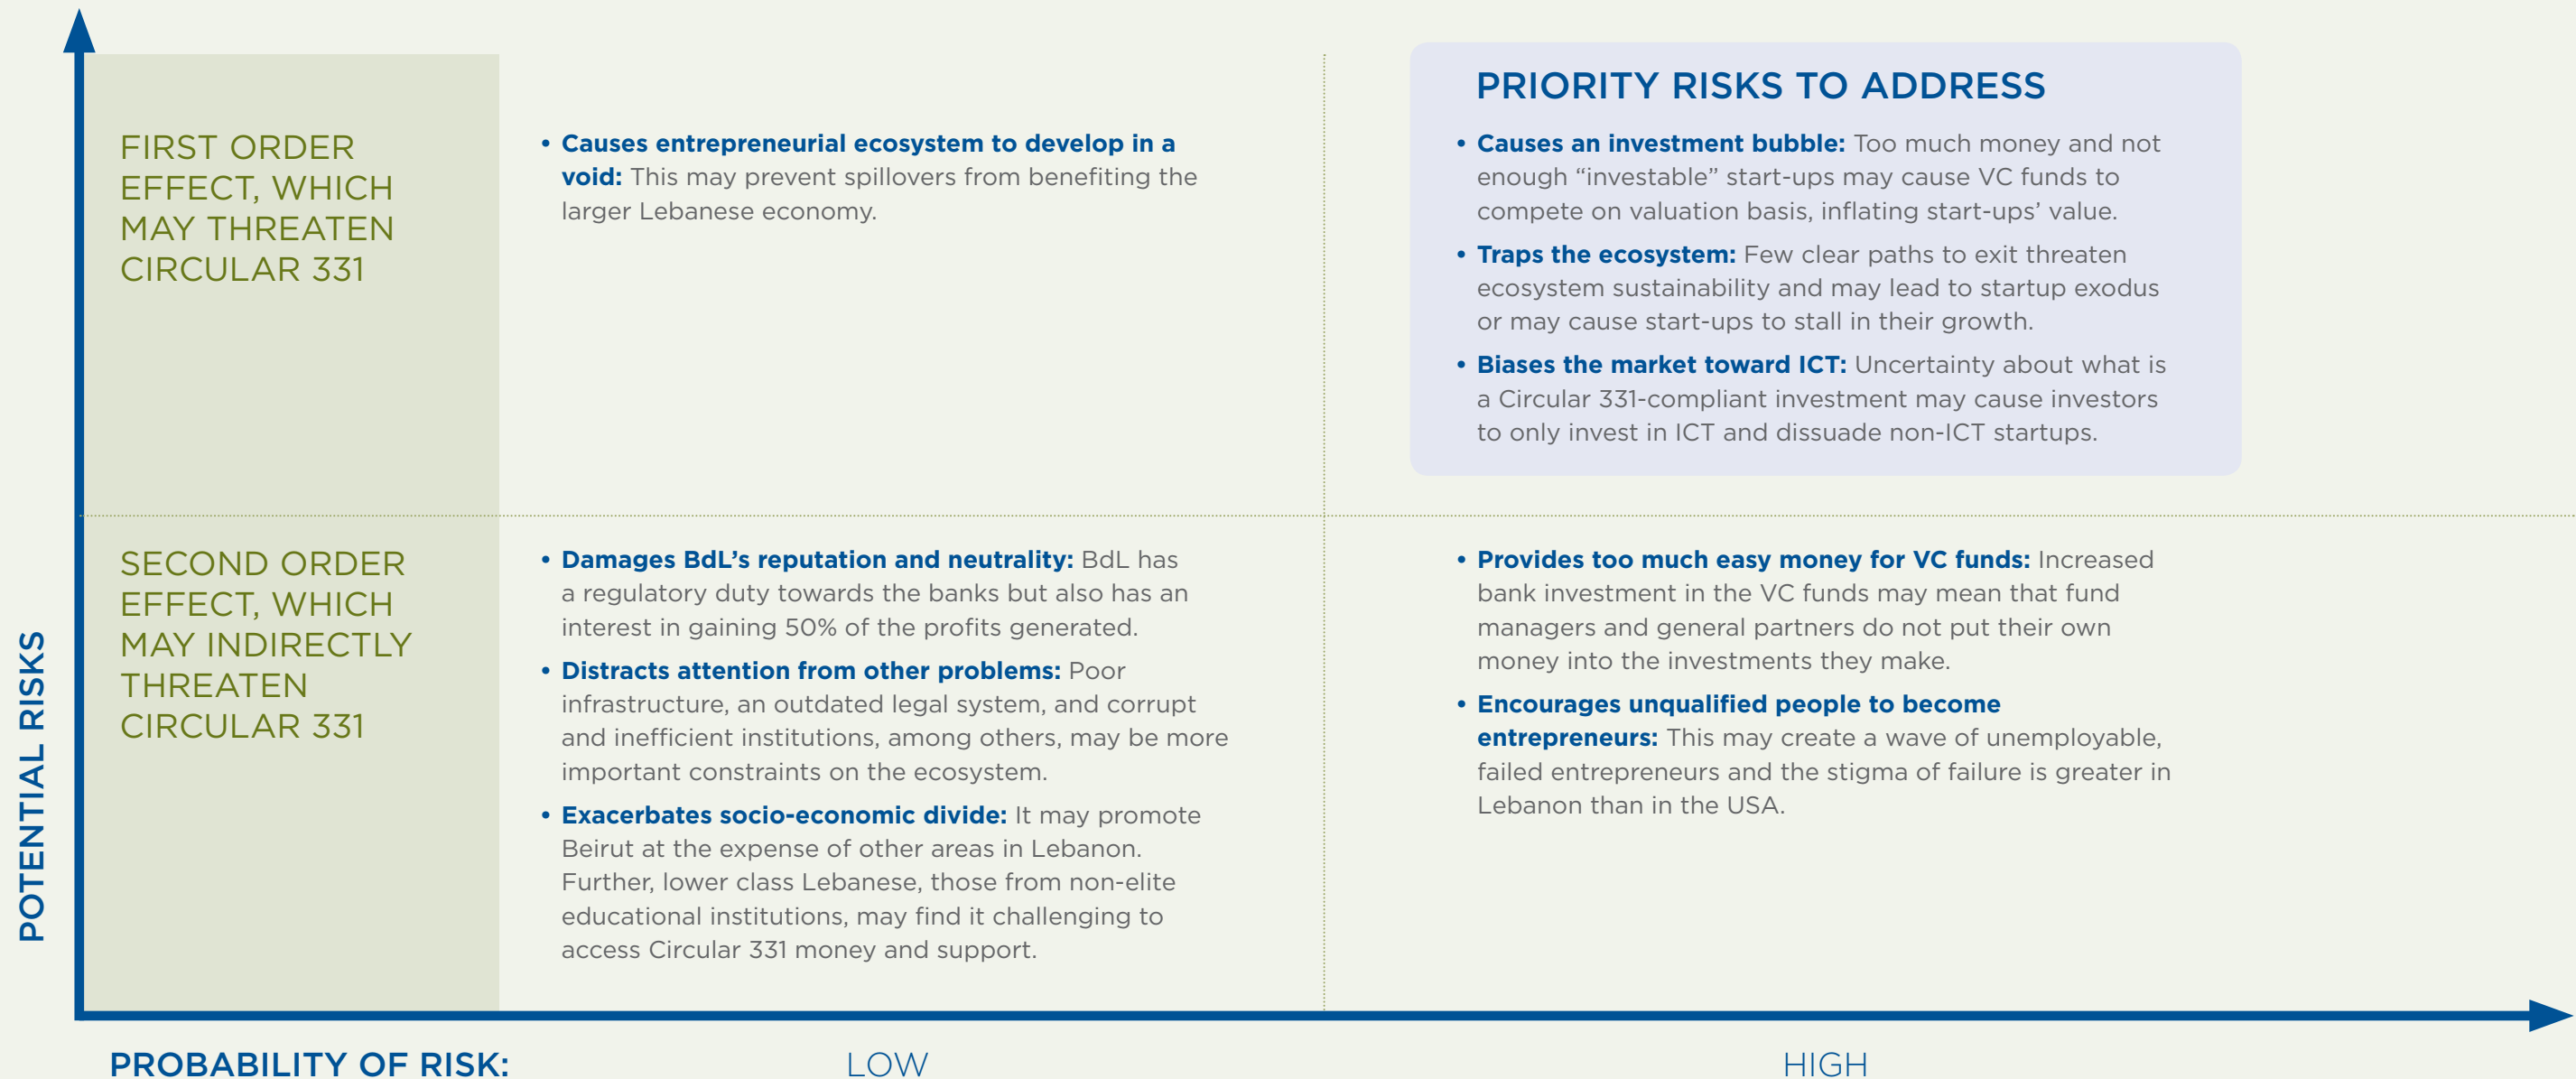 FIRST ORDER
EFFECT, WHICH
MAY THREATEN
CIRCULAR 331
• Causes entrepreneurial ecosystem to develop in a
void: This may prevent spillovers from benefiting the
larger Lebanese economy.
PRIORITY RISKS TO ADDRESS
• Causes an investment bubble: Too much money and not
enough “investable” start-ups may cause VC funds to
compete on valuation basis, inflating start-ups’ value.
• Traps the ecosystem: Few clear paths to exit threaten
ecosystem sustainability and may lead to startup exodus
or may cause start-ups to stall in their growth.
• Biases the market toward ICT: Uncertainty about what is
a Circular 331-compliant investment may cause investors
to only invest in ICT and dissuade non-ICT startups.
SECOND ORDER
EFFECT, WHICH
MAY INDIRECTLY
THREATEN
CIRCULAR 331
• Damages BdL’s reputation and neutrality: BdL has
a regulatory duty towards the banks but also has an
interest in gaining 50% of the profits generated.
• Distracts attention from other problems: Poor
infrastructure, an outdated legal system, and corrupt
and inefficient institutions, among others, may be more
important constraints on the ecosystem.
• Exacerbates socio-economic divide: It may promote
Beirut at the expense of other areas in Lebanon.
Further, lower class Lebanese, those from non-elite
educational institutions, may find it challenging to
access Circular 331 money and support.
• Provides too much easy money for VC funds: Increased
bank investment in the VC funds may mean that fund
managers and general partners do not put their own
money into the investments they make.
• Encourages unqualified people to become
entrepreneurs: This may create a wave of unemployable,
failed entrepreneurs and the stigma of failure is greater in
Lebanon than in the USA.
POTENTIAL RISKS
PROBABILITY OF RISK:
LOW
HIGH